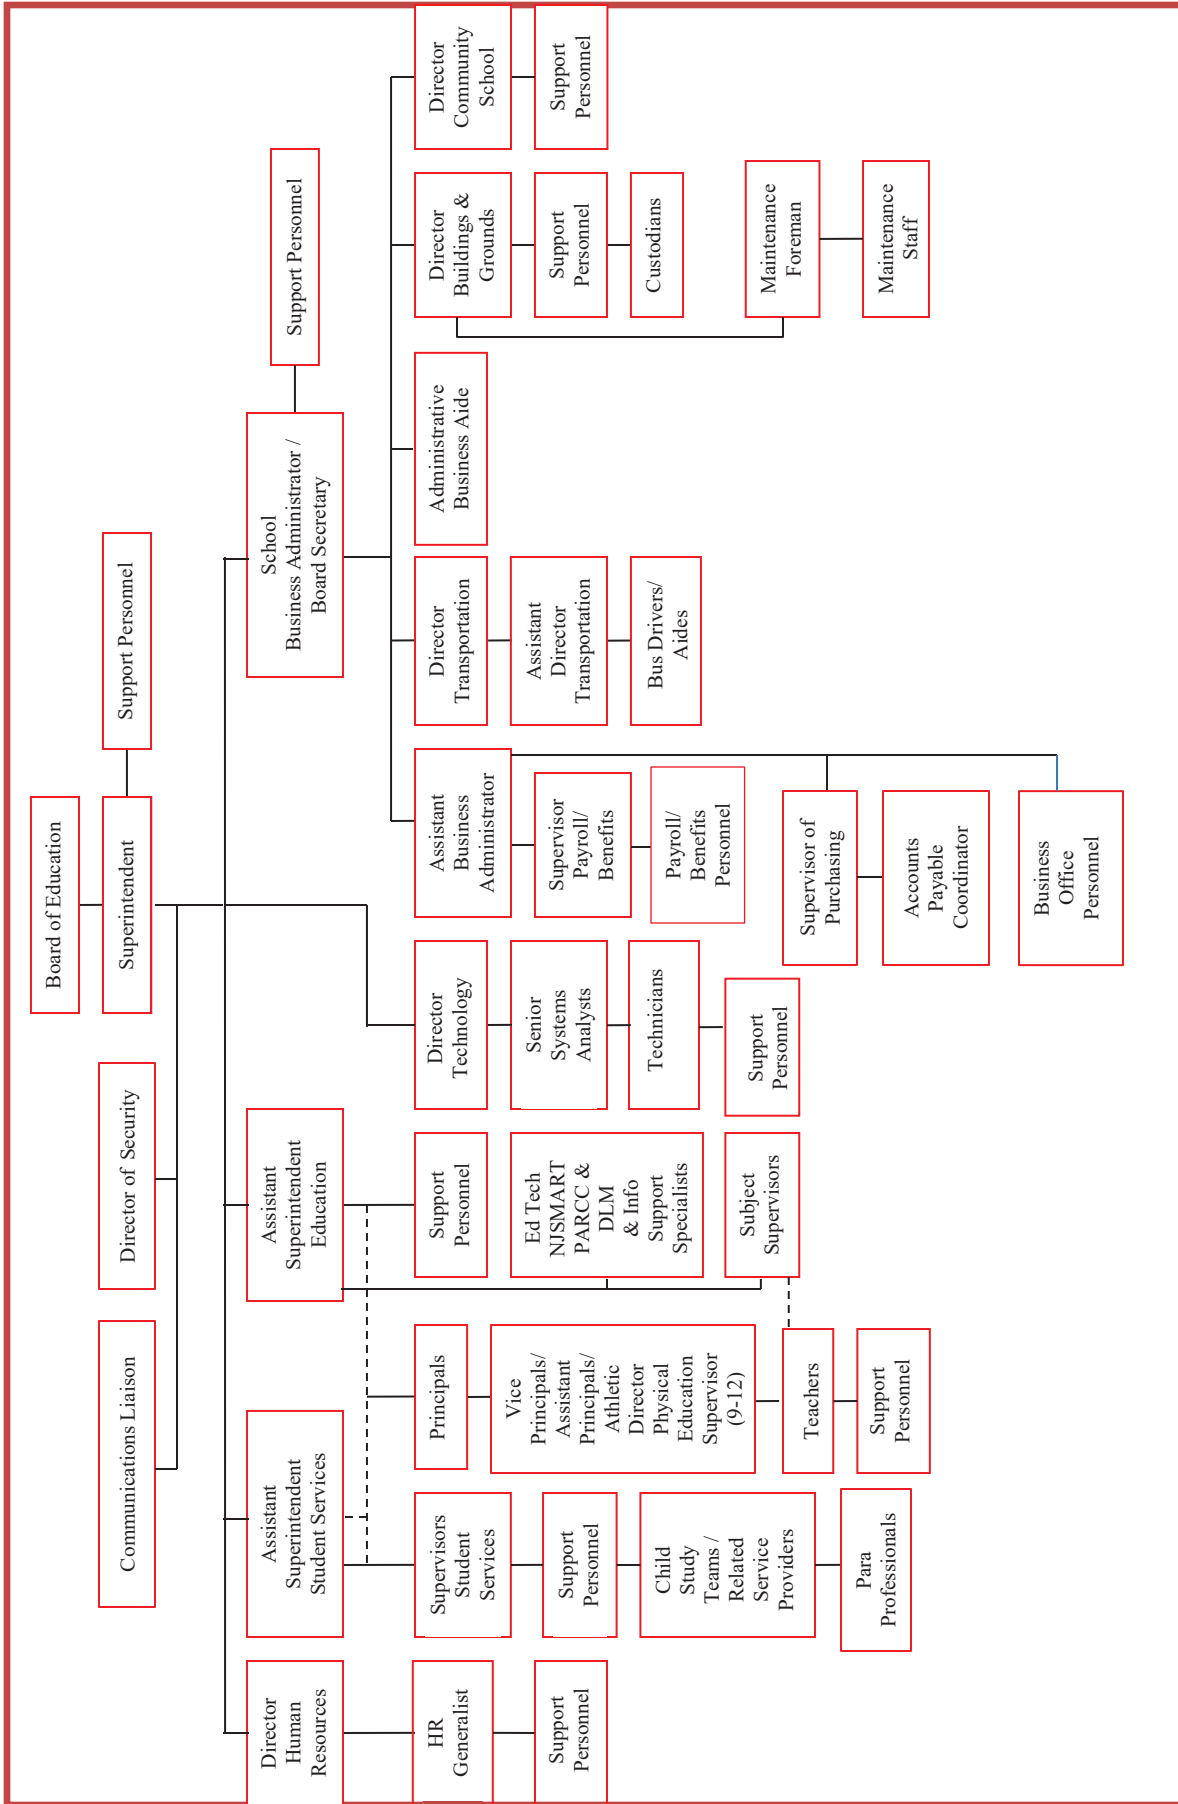 Board of Education
Superintendent
Support Personnel
Communications Liaison
Director of Security
Director
Human
Resources
Assistant
Superintendent
Student Services
Assistant
Superintendent
Education
School
Business Administrator /
Board Secretary
Support Personnel
HR
Generalist
Support
Personnel
Supervisors
Student
Services
Support
Personnel
Child
Study
Teams /
Related
Service
Providers
Para
Professionals
Principals
Vice
Principals/
Assistant
Principals/
Athletic
Director
Physical
Education
Supervisor
(9-12)
Teachers
Support
Personnel
Support
Personnel
Ed Tech
NJSMART
PARCC &
DLM
& Info
Support
Specialists
Subject
Supervisors
Director
Technology
Senior
Systems
Analysts
Technicians
Support
Personnel
Assistant
Business
Administrator
Supervisor
Payroll/
Benefits
Payroll/
Benefits
Personnel
Supervisor of
Purchasing
Accounts
Payable
Coordinator
Business
Office
Personnel
Director
Transportation
Assistant
Director
Transportation
Bus Drivers/
Aides
Administrative
Business Aide
Director
Buildings &
Grounds
Support
Personnel
Custodians
Maintenance
Foreman
Maintenance
Staff
Director
Community
School
Support
Personnel